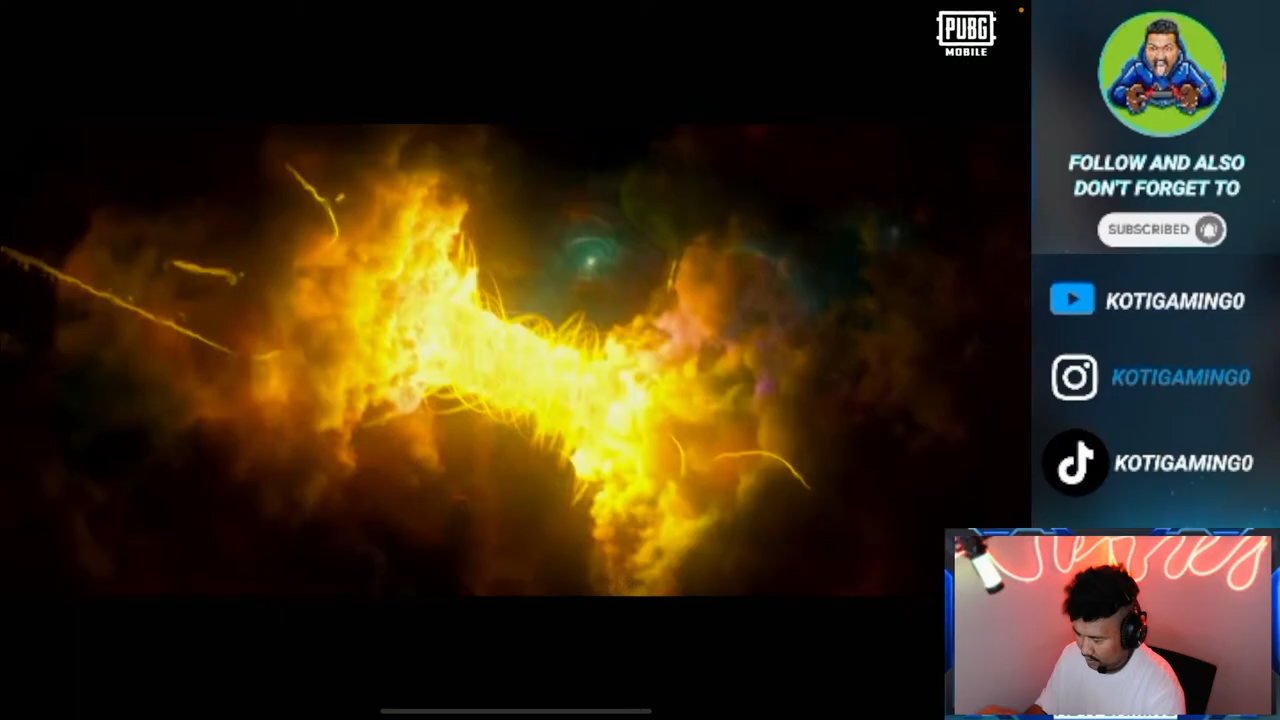 PUBG
MOBILE
FOLLOW AND ALSO
DON'T FORGET TO
SUBSCRIBED
KOTIGAMING0
KOTIGAMING0
KOTIGAMING0